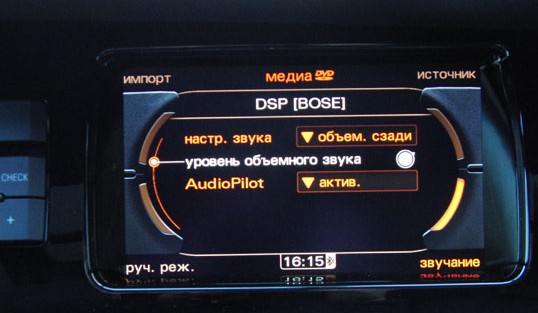 импорт медиа DVD источник
DSP [BOSE]
настр. звука ▼ объем. сзади
уровень объемного звука
CHECK
AudioPilot ▼ актив.
+
руч. реж. 16:15 звучание